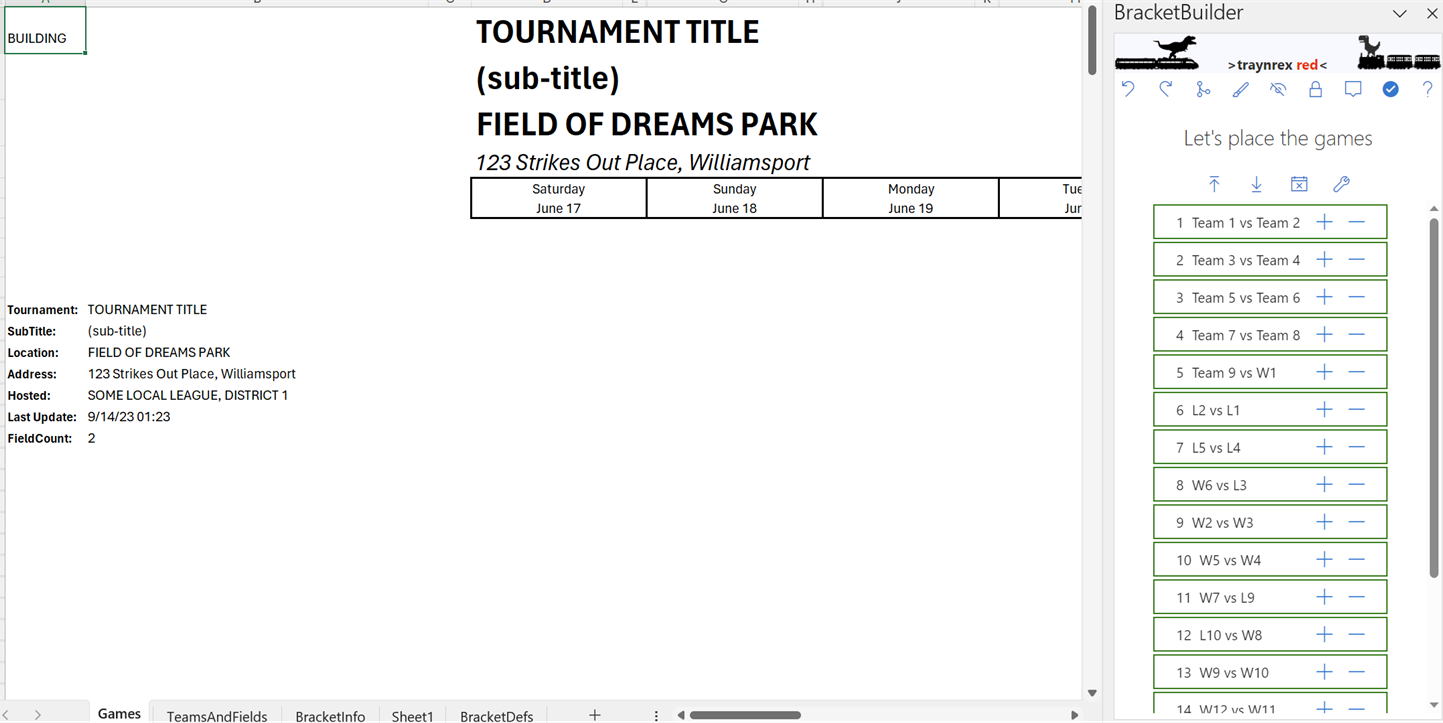 BUILDING
TOURNAMENT TITLE
(sub-title)
FIELD OF DREAMS PARK
123 Strikes Out Place, Williamsport
Saturday Sunday Monday Tue
June 17 June 18 June 19 Jur
Tournament: TOURNAMENT TITLE
SubTitle: (sub-title)
Location: FIELD OF DREAMS PARK
Address: 123 Strikes Out Place, Williamsport
Hosted: SOME LOCAL LEAGUE, DISTRICT 1
Last Update: 9/14/23 01:23
FieldCount: 2
Games TeamsAndFields BracketInfo Sheet1 BracketDefs
BracketBuilder
>traynrex red<
Let's place the games
1 Team 1 vs Team 2
2 Team 3 vs Team 4
3 Team 5 vs Team 6
4 Team 7 vs Team 8
5 Team 9 vs W1
6 L2 vs L1
7 L5 vs L4
8 W6 vs L3
9 W2 vs W3
10 W5 vs W4
11 W7 vs L9
12 L10 vs W8
13 W9 vs W10
14 W12 vs W11